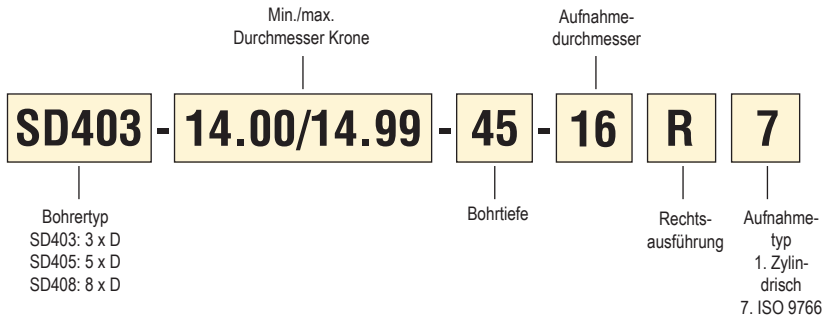 Min./max.
Durchmesser Krone
Aufnahme-
durchmesser
SD403 - 14.00/14.99 - 45 - 16 R 7
Bohrertyp
SD403: 3 x D
SD405: 5 x D
SD408: 8 x D
Bohrtiefe
Rechts-
ausführung
Aufnahme-
typ
1. Zylin-
drisch
7. ISO 9766